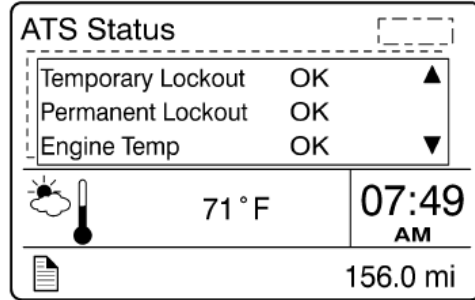 ATS Status
Temporary Lockout OK
Permanent Lockout OK
Engine Temp OK
71°F
07:49
AM
156.0 mi